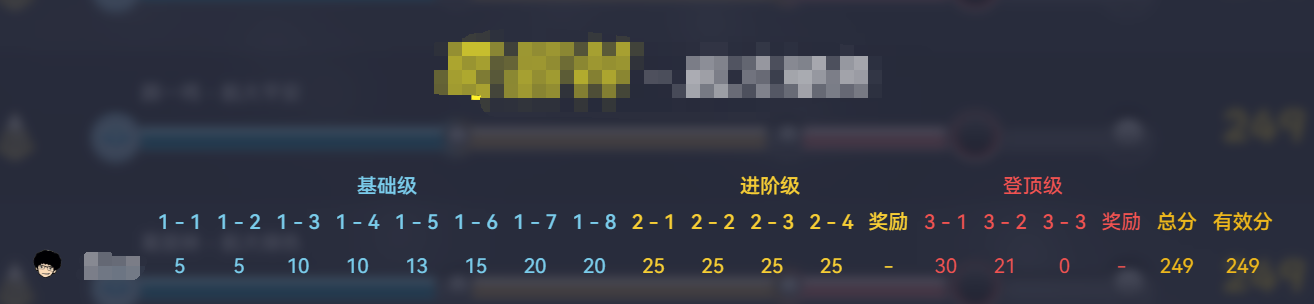 249
基础级 进阶级 登顶级
1-1 1-2 1-3 1-4 1-5 1-6 1-7 1-8 2-1 2-2 2-3 2-4 奖励 3-1 3-2 3-3 奖励 总分 有效分
5 5 10 10 13 15 20 20 25 25 25 25 - 30 21 0 - 249 249